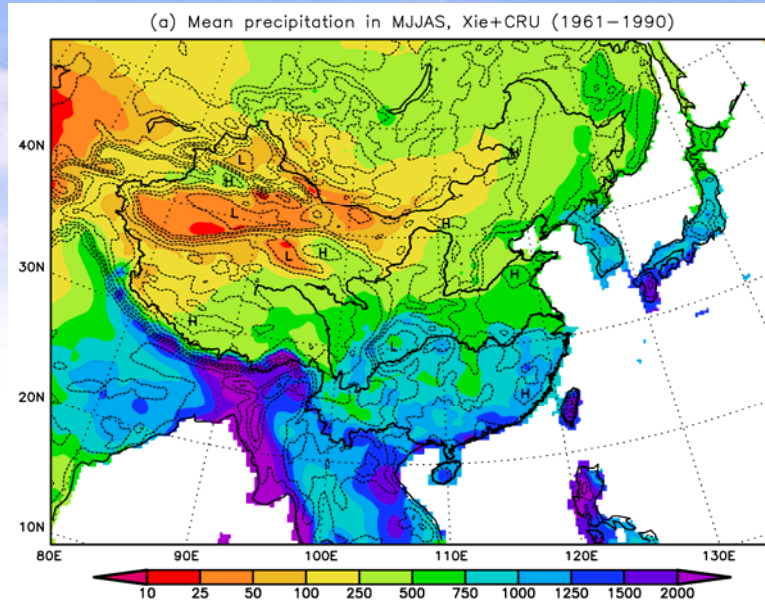 (a) Mean precipitation in MJJAS, Xie+CRU (1961−1990)
40N
L
H
L
H
L
H
30N
H
H
20N
H
10N
80E 90E 100E 110E 120E 130E
10 25 50 100 250 500 750 1000 1250 1500 2000